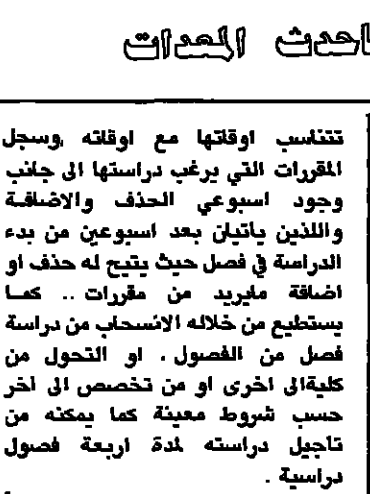 احدث المعدات
تتناسب اوقاتها مع اوقاته وسجل
المقررات التي يرغب دراستها الى جانب
وجود اسبوعي الحذف والاضافة
واللذين ياتيان بعد اسبوعين من بدء
الدراسة في فصل حيث يتيح له حذف او
اضافة مايريد من مقررات .. كما
يستطيع من خلاله الانسحاب من دراسة
فصل من الفصول ، او التحول من
كليةالى اخرى او من تخصص الى اخر
حسب شروط معينة كما يمكنه من
تاجيل دراسته لمدة اربعة فصول
دراسية .